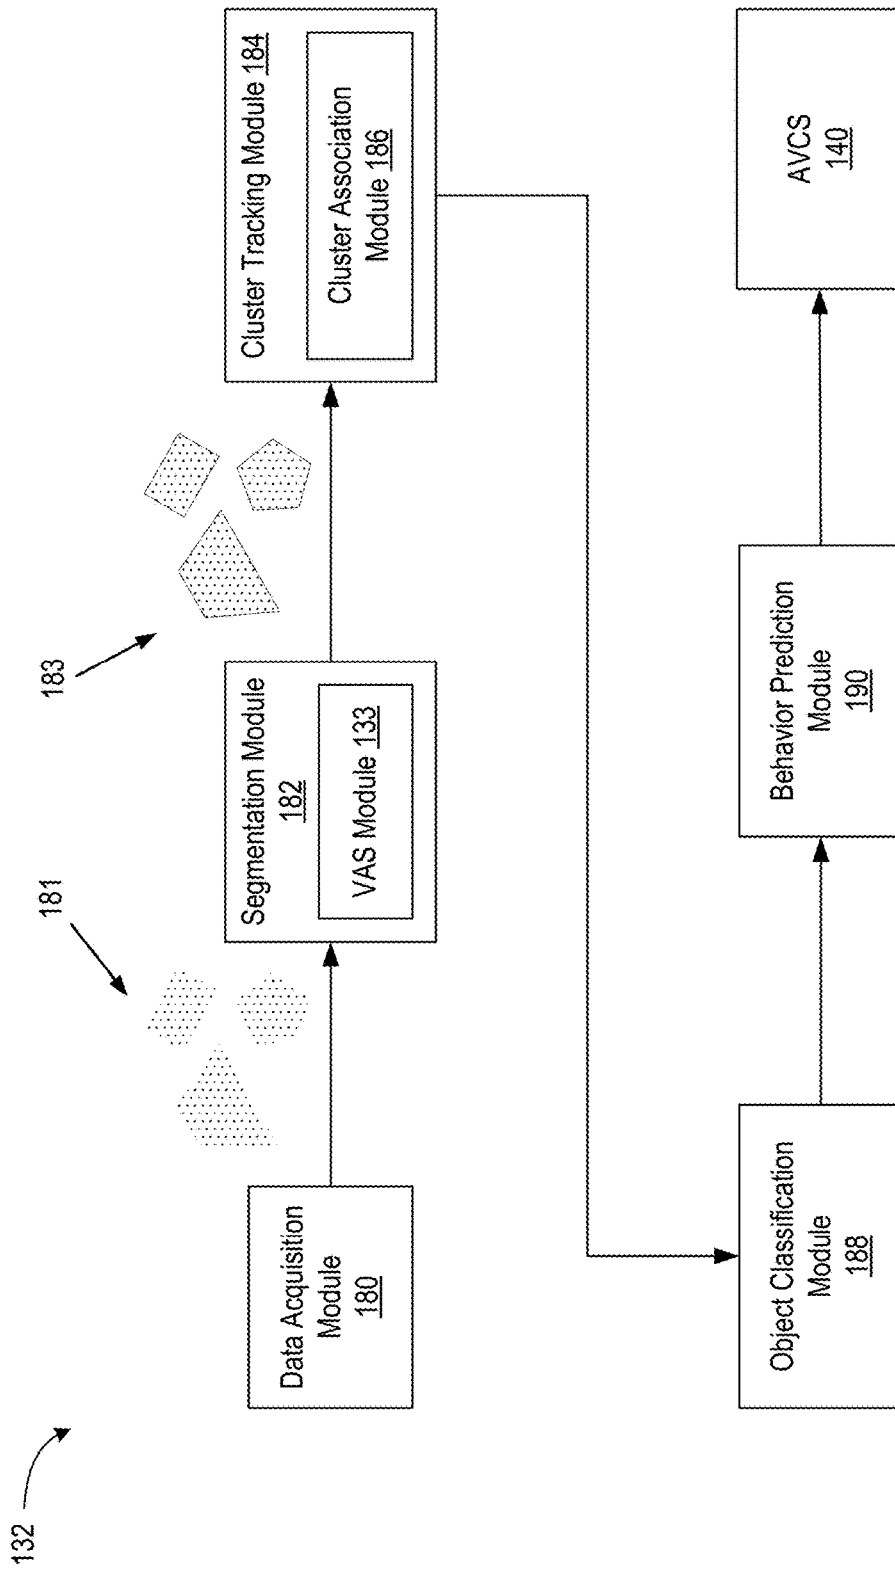 132
181
183
Data Acquisition
Module
180
Segmentation Module
182
VAS Module 133
Cluster Tracking Module 184
Cluster Association
Module 186
Object Classification
Module
188
Behavior Prediction
Module
190
AVCS
140